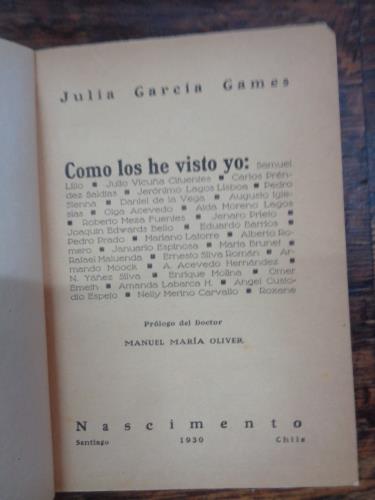 Julia García Games
Como los he visto yo: Samuel
Lillo ■ Julio Vicuña Cifuentes ■ Carlos Prén-
dez Saldías ■ Jerónimo Lagos Lisboa ■ Pedro
Sienna ■ Daniel de la Vega ■ Augusto Igle-
sias ■ Olga Acevedo ■ Aída Moreno Lagos
■ Roberto Meza Fuentes ■ Jenaro Prieto ■
Joaquin Edwards Bello ■ Eduardo Barrios ■
Pedro Prado ■ Mariano Latorre ■ Alberto Ro-
mero ■ Januario Espinosa ■ Marta Brunet ■
Rafael Maluenda ■ Ernesto Silva Román ■ Ar-
mando Moock ■ A. Acevedo Hernández ■
N. Yáñez Silva ■ Enrique Molina ■ Omer
Emeth ■ Amanda Labarca H. ■ Angel Custo-
dio Espejo ■ Nelly Merino Carvallo ■ Roxane
Prólogo del Doctor
MANUEL MARÍA OLIVER
Nascimento
Santiago 1930 Chile